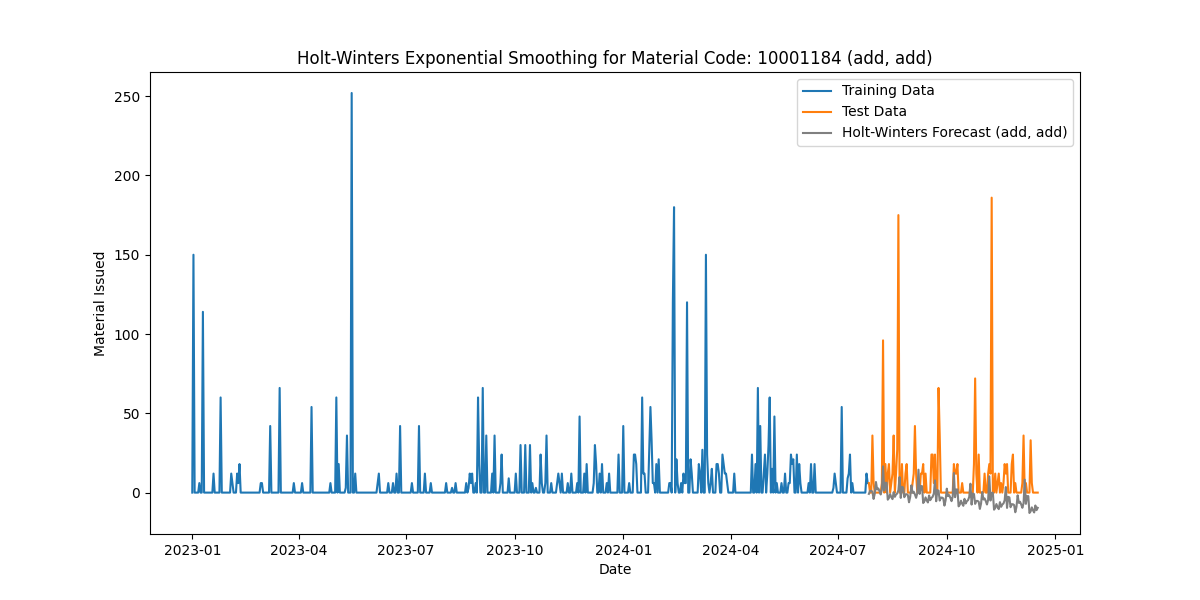 Holt-Winters Exponential Smoothing for Material Code: 10001184 (add, add)
Training Data
Test Data
Holt-Winters Forecast (add, add)
Material Issued
250
200
150
100
50
0
2023-01 2023-04 2023-07 2023-10 2024-01 2024-04 2024-07 2024-10 2025-01
Date